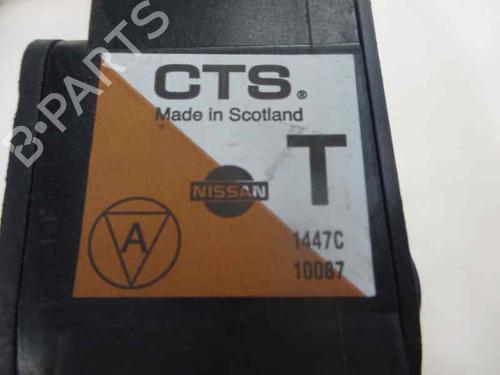 B-PARTS
CTS®
Made in Scotland
T
NISSAN
A
1447C
10087